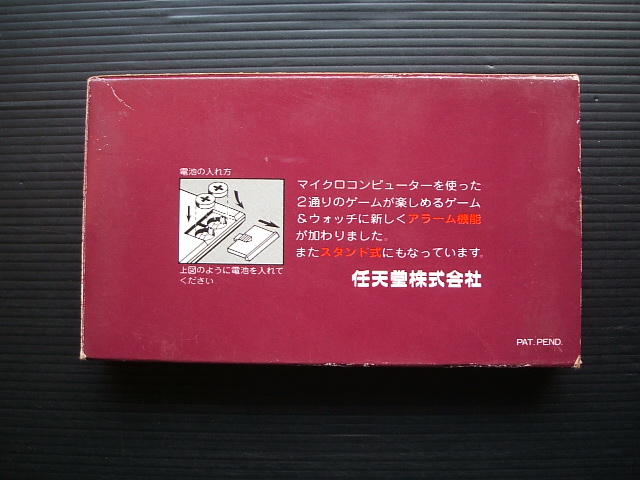 電池の入れ方
上図のように電池を入れて
ください
マイクロコンピューターを使った
2通りのゲームが楽しめるゲーム
&ウォッチに新しくアラーム機能
が加わりました。
またスタンド式にもなっています。
任天堂株式会社
PAT. PEND.